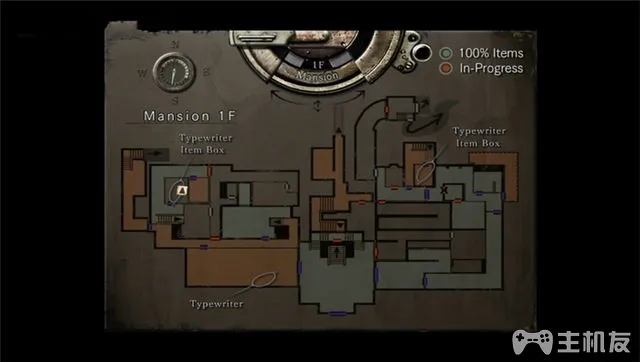 1F
Mansion
100% Items
In-Progress
N
W E
S
Mansion 1F
Typewriter
Item Box
Typewriter
Item Box
Typewriter
主机友